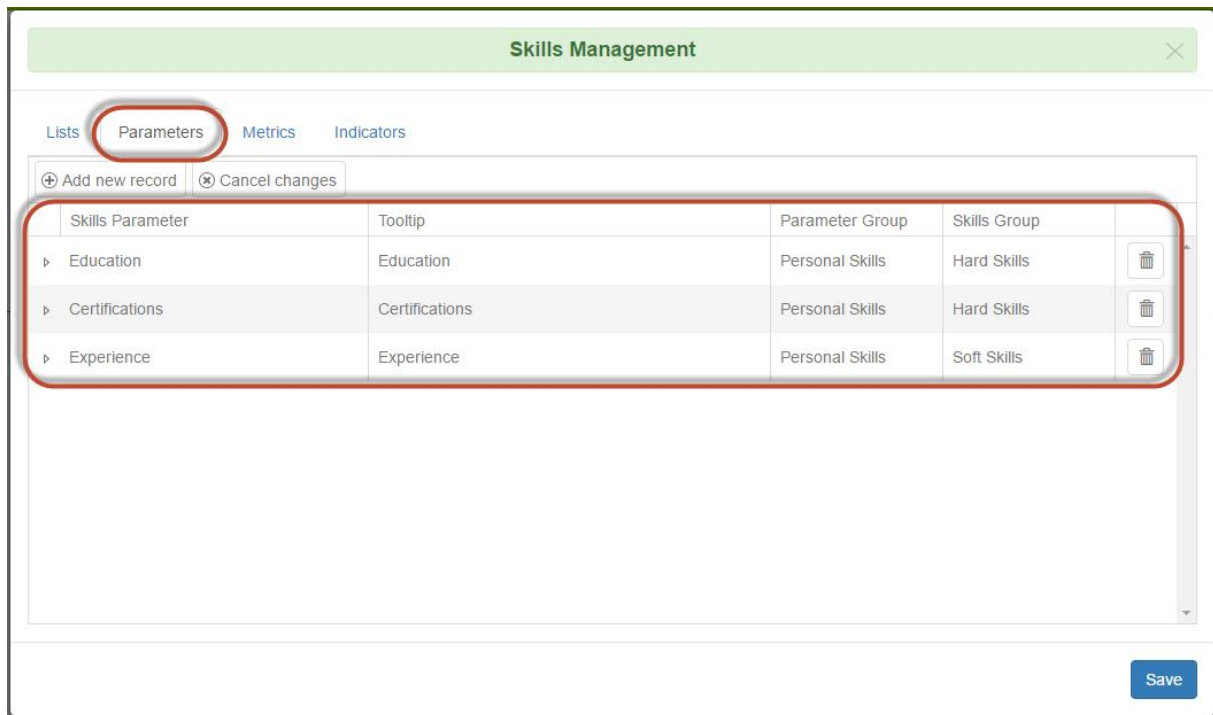 Skills Management
Lists Parameters Metrics Indicators
Add new record Cancel changes
Skills Parameter Tooltip Parameter Group Skills Group
Education Education Personal Skills Hard Skills
Certifications Certifications Personal Skills Hard Skills
Experience Experience Personal Skills Soft Skills
Save